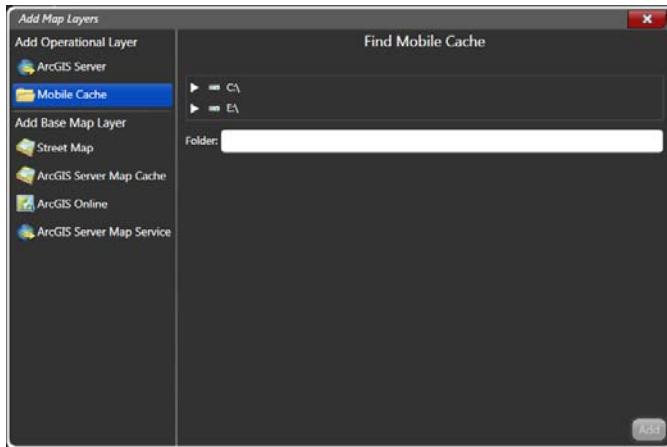 Add Map Layers
Add Operational Layer
ArcGIS Server
Mobile Cache
Add Base Map Layer
Street Map
ArcGIS Server Map Cache
ArcGIS Online
ArcGIS Server Map Service
Find Mobile Cache
C:\
E:\
Folder:
Add